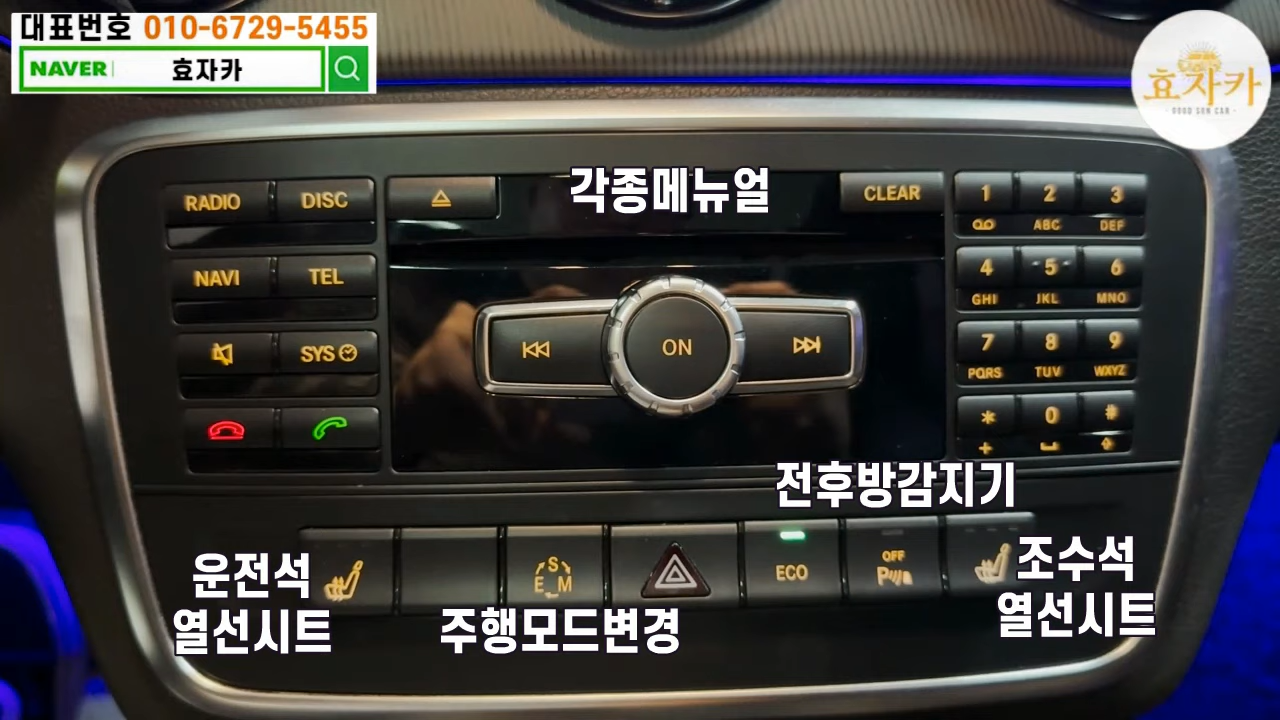 대표번호 010-6729-5455
NAVER 효자카
효자카
GOOD SON CAR
각종메뉴얼
RADIO DISC CLEAR 1 2 3
ABC DEF
NAVI TEL 4 5 6
GHI JKL MNO
SYS ON 7 8 9
PQRS TUV WXYZ
* 0 #
+
전후방감지기
운전석
열선시트
S
E M
ECO
OFF
P
조수석
열선시트
주행모드변경